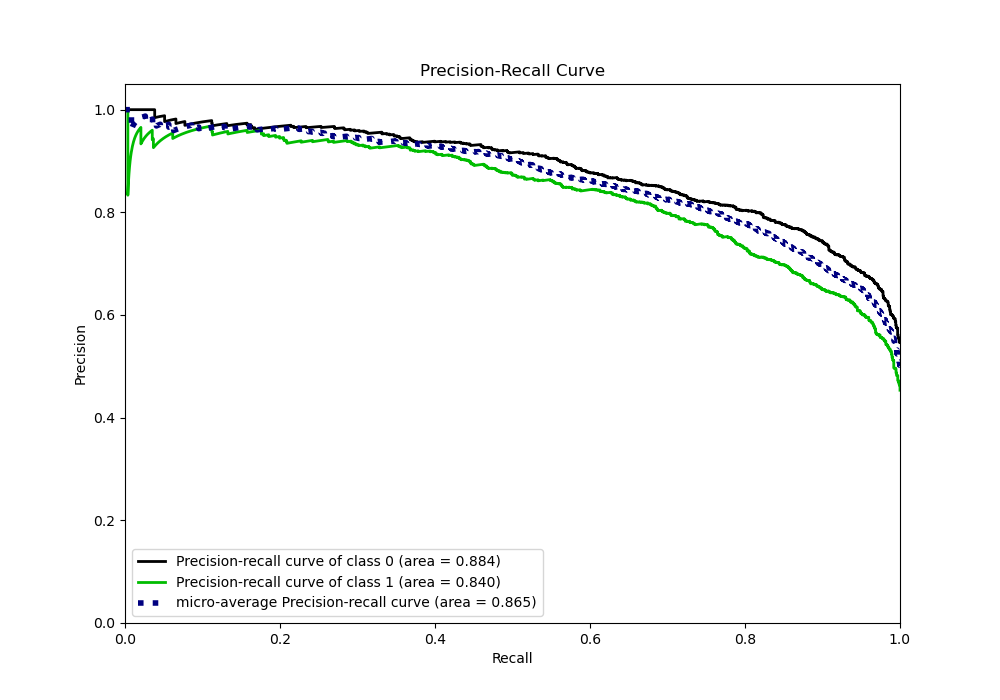 Precision-Recall Curve
1.0
0.8
0.6
0.4
0.2
0.0
Precision
Precision-recall curve of class 0 (area = 0.884)
Precision-recall curve of class 1 (area = 0.840)
micro-average Precision-recall curve (area = 0.865)
0.0 0.2 0.4 0.6 0.8 1.0
Recall